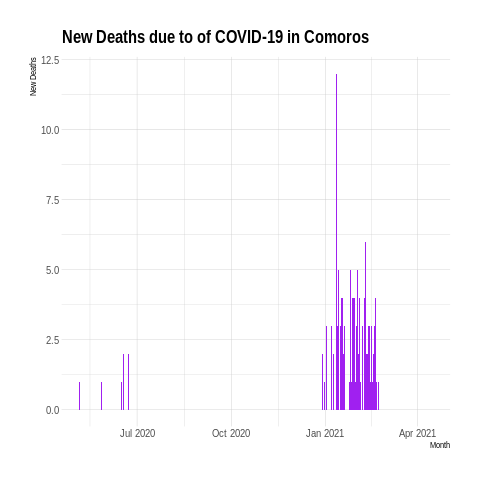 New Deaths due to of COVID-19 in Comoros
New Deaths
12.5
10.0
7.5
5.0
2.5
0.0
Jul 2020
Oct 2020
Jan 2021
Apr 2021
Month